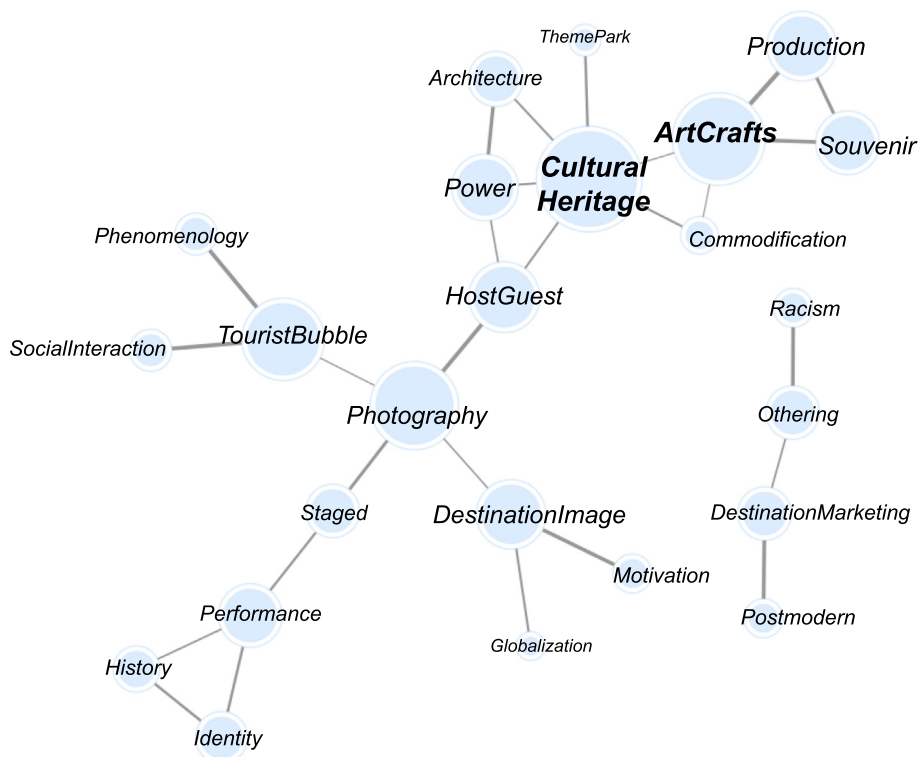 ThemePark
Production
Architecture
ArtCrafts
Souvenir
Cultural
Heritage
Power
Commodification
Phenomenology
HostGuest
Racism
TouristBubble
SocialInteraction
Photography
Othering
Staged
DestinationImage
DestinationMarketing
Motivation
Performance
Postmodern
Globalization
History
Identity